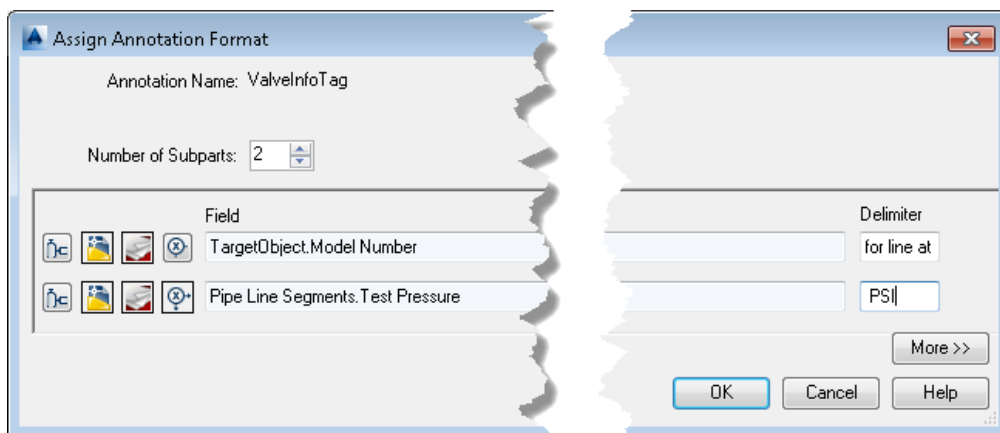 Assign Annotation Format
Annotation Name: ValveInfoTag
Number of Subparts: 2
Field Delimiter
TargetObject.Model Number for line at
Pipe Line Segments.Test Pressure PSI
More >>
OK Cancel Help